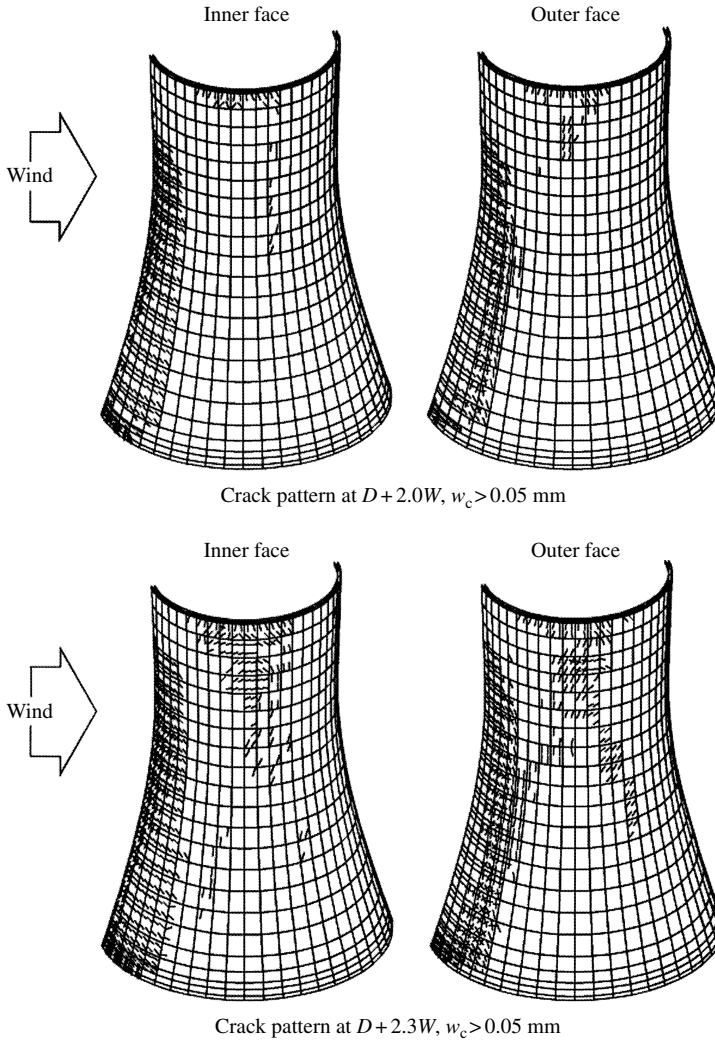 Inner face
Outer face
Wind
Crack pattern at D + 2.0W, w_c > 0.05 mm
Inner face
Outer face
Wind
Crack pattern at D + 2.3W, w_c > 0.05 mm